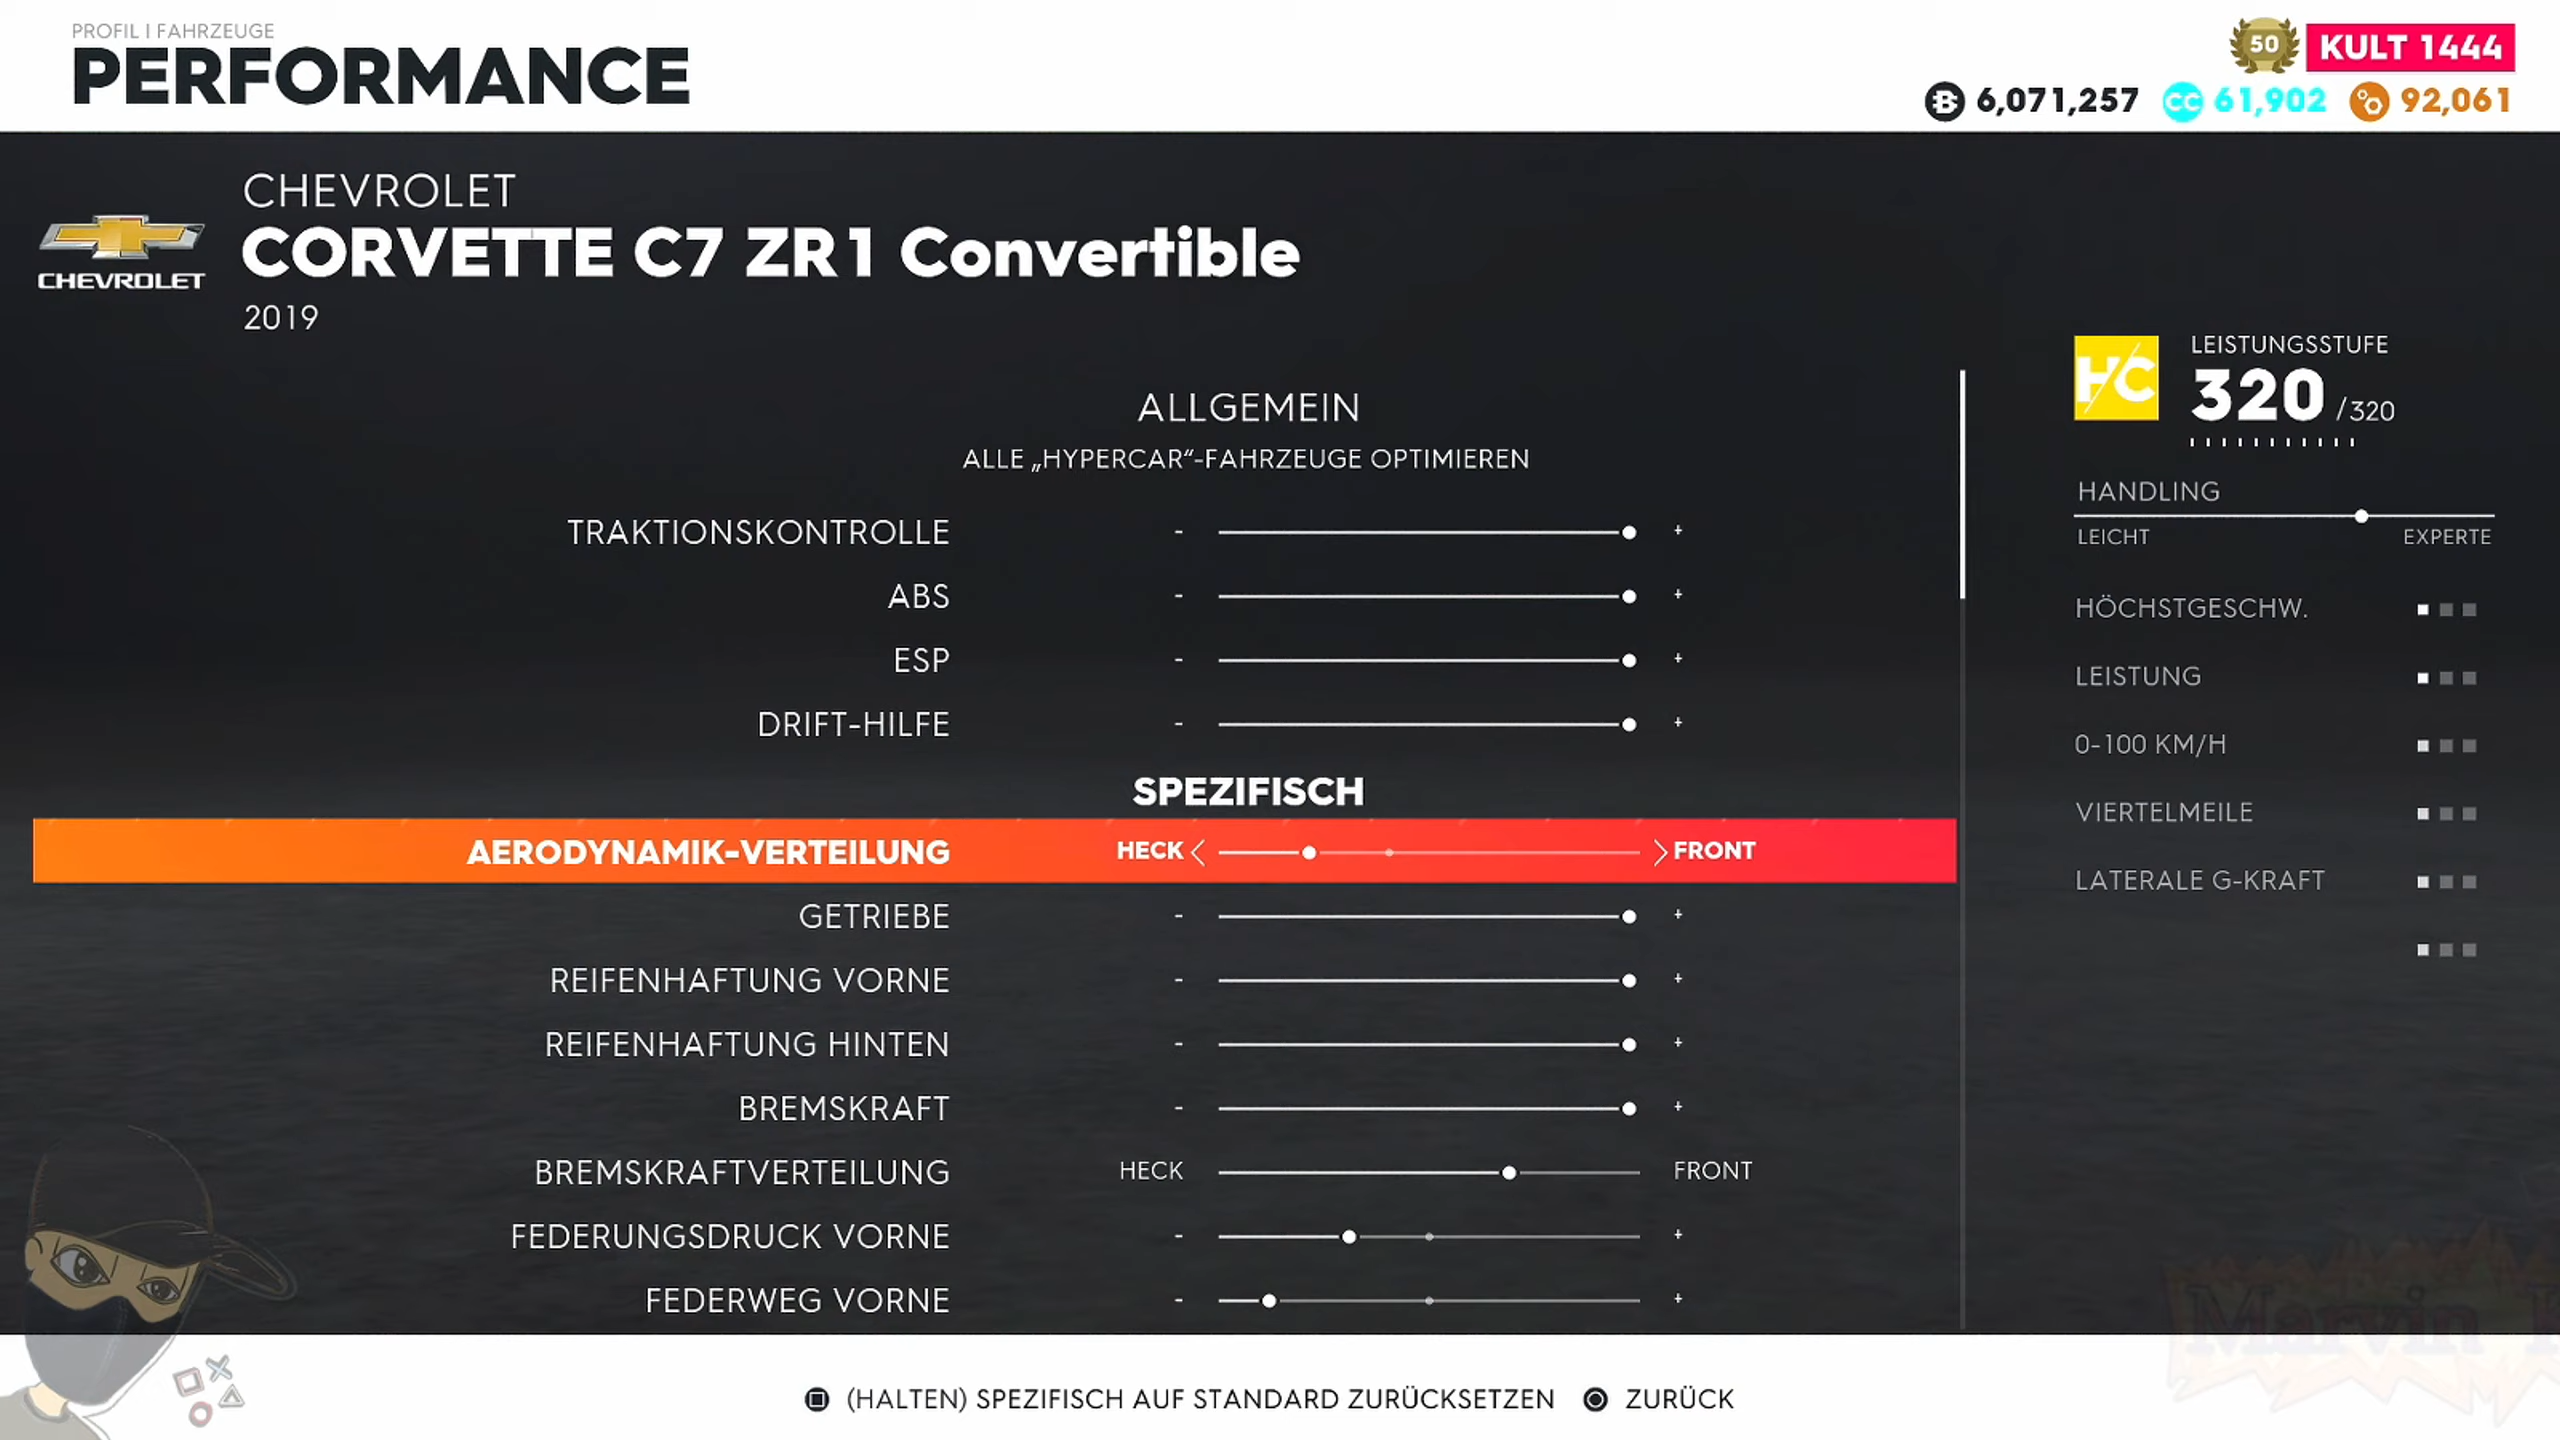 PROFIL | FAHRZEUGE
PERFORMANCE
50
KULT 1444
6,071,257
CC 61,902
92,061
CHEVROLET
CHEVROLET
CORVETTE C7 ZR1 Convertible
2019
H/C
LEISTUNGSSTUFE
320 /320
HANDLING
LEICHT EXPERTE
HÖCHSTGESCHW.
LEISTUNG
0-100 KM/H
VIERTELMEILE
LATERALE G-KRAFT
ALLGEMEIN
ALLE „HYPERCAR“-FAHRZEUGE OPTIMIEREN
TRAKTIONSKONTROLLE - +
ABS - +
ESP - +
DRIFT-HILFE - +
SPEZIFISCH
AERODYNAMIK-VERTEILUNG HECK FRONT
GETRIEBE - +
REIFENHAFTUNG VORNE - +
REIFENHAFTUNG HINTEN - +
BREMSKRAFT - +
BREMSKRAFTVERTEILUNG HECK FRONT
FEDERUNGSDRUCK VORNE - +
FEDERWEG VORNE - +
Marvin
(HALTEN) SPEZIFISCH AUF STANDARD ZURÜCKSETZEN ZURÜCK